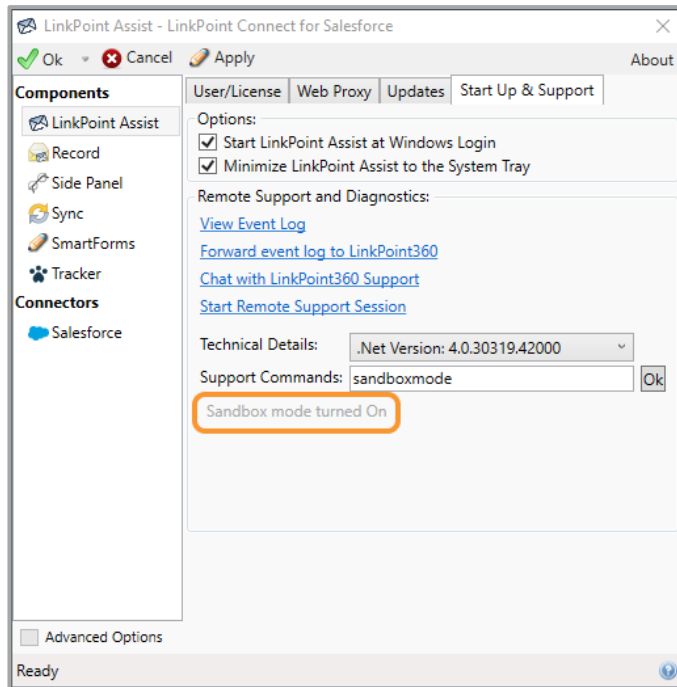 LinkPoint Assist - LinkPoint Connect for Salesforce
Ok Cancel Apply About
Components
LinkPoint Assist
Record
Side Panel
Sync
SmartForms
Tracker
Connectors
Salesforce
User/License Web Proxy Updates Start Up & Support
Options:
Start LinkPoint Assist at Windows Login
Minimize LinkPoint Assist to the System Tray
Remote Support and Diagnostics:
View Event Log
Forward event log to LinkPoint360
Chat with LinkPoint360 Support
Start Remote Support Session
Technical Details: .Net Version: 4.0.30319.42000
Support Commands: sandboxmode Ok
Sandbox mode turned On
Advanced Options
Ready